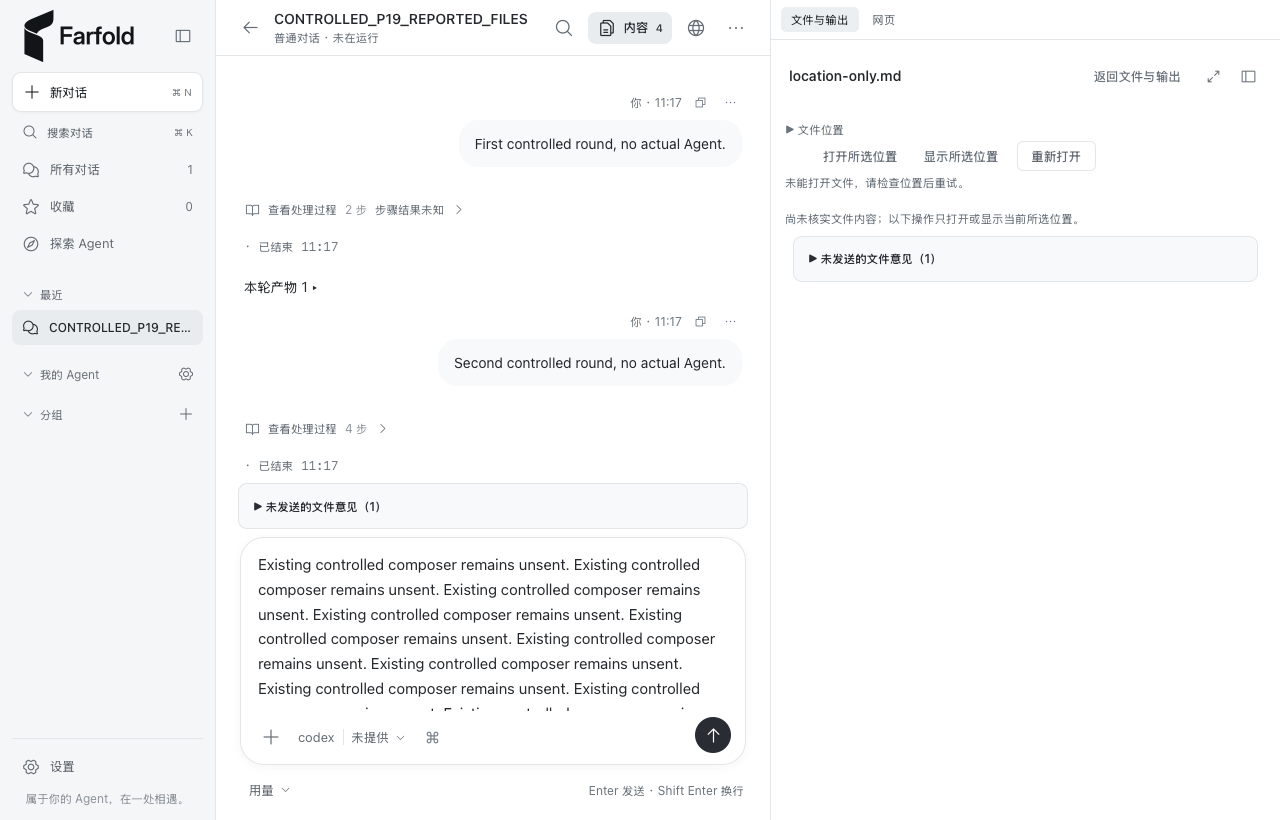 Farfold
新对话 ⌘ N
搜索对话 ⌘ K
所有对话 1
收藏 0
探索 Agent
最近
CONTROLLED_P19_RE...
我的 Agent
分组
设置
属于你的 Agent，在一处相遇。
CONTROLLED_P19_REPORTED_FILES
普通对话 · 未在运行
内容 4
你 · 11:17
First controlled round, no actual Agent.
查看处理过程 2 步 步骤结果未知
· 已结束 11:17
本轮产物 1
你 · 11:17
Second controlled round, no actual Agent.
查看处理过程 4 步
· 已结束 11:17
未发送的文件意见（1）
Existing controlled composer remains unsent. Existing controlled
composer remains unsent. Existing controlled composer remains
unsent. Existing controlled composer remains unsent. Existing
controlled composer remains unsent. Existing controlled composer
remains unsent. Existing controlled composer remains unsent.
Existing controlled composer remains unsent. Existing controlled
codex 未提供 ⌘
用量
Enter 发送 · Shift Enter 换行
文件与输出 网页
location-only.md 返回文件与输出
文件位置
打开所选位置 显示所选位置 重新打开
未能打开文件，请检查位置后重试。
尚未核实文件内容；以下操作只打开或显示当前所选位置。
未发送的文件意见（1）